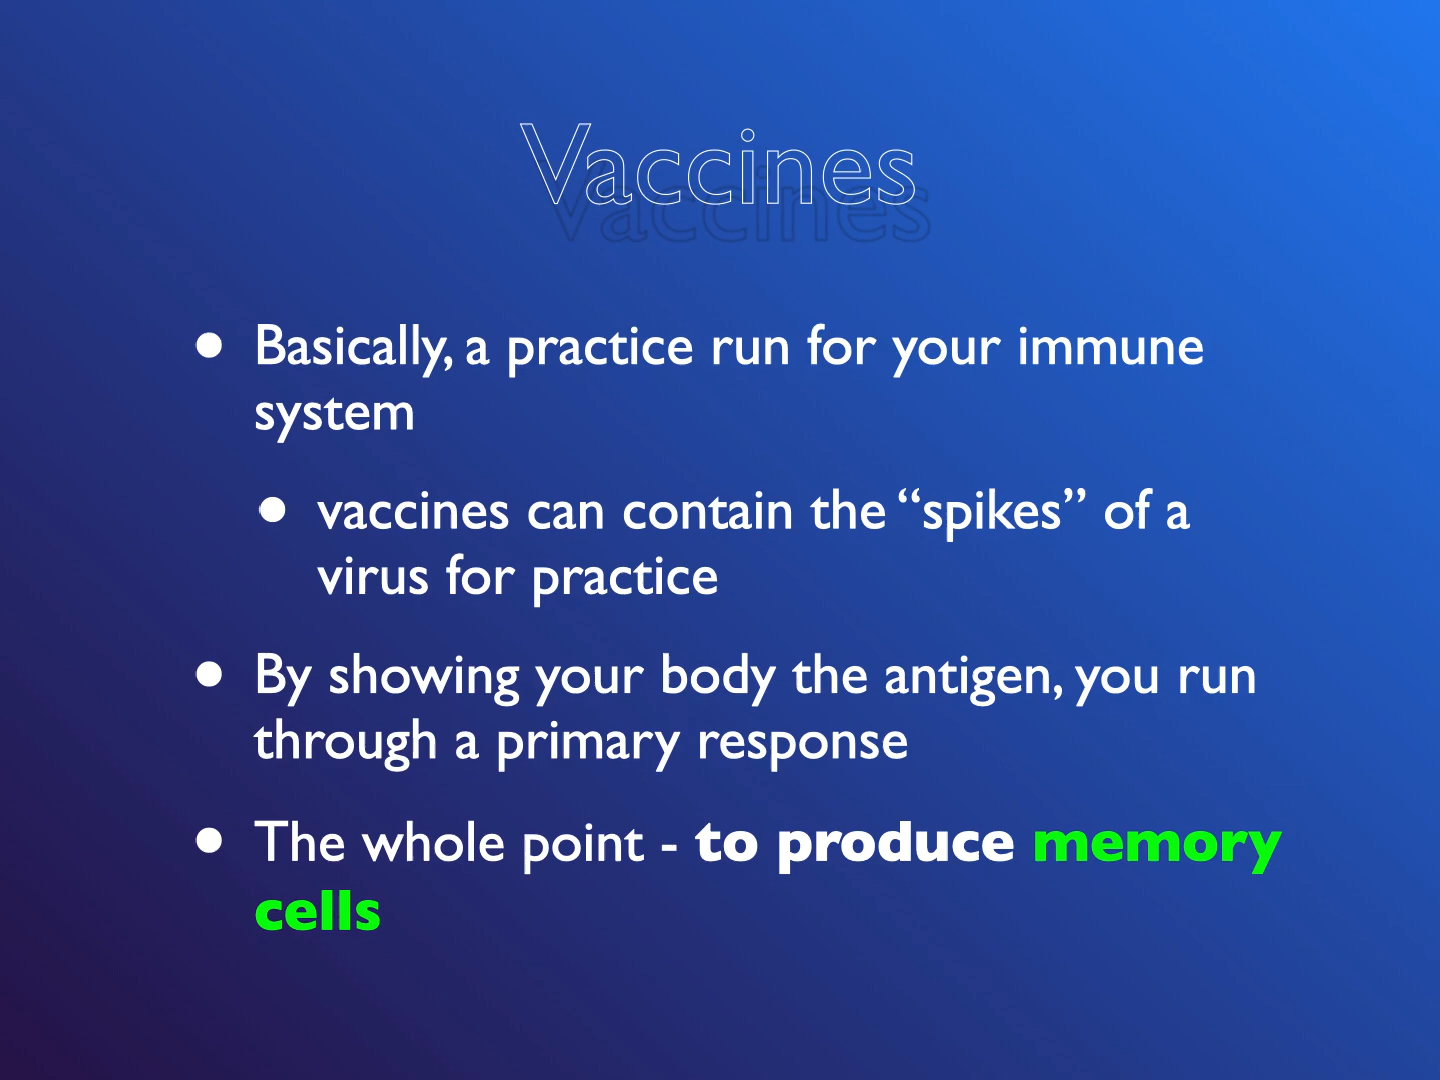 Vaccines
• Basically, a practice run for your immune
system
• vaccines can contain the “spikes” of a
virus for practice
• By showing your body the antigen, you run
through a primary response
• The whole point - to produce memory
cells